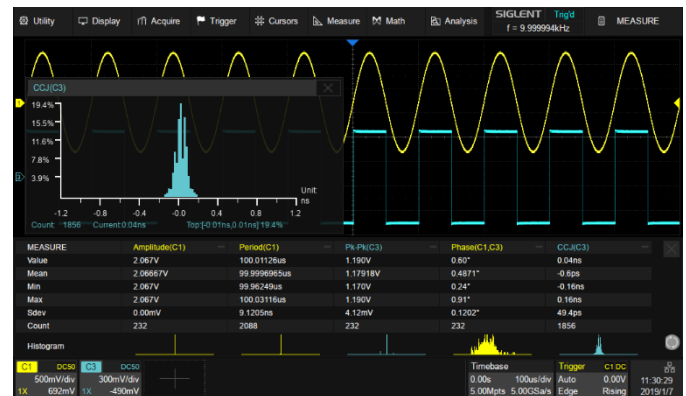 Utility Display Acquire Trigger Cursors Measure Math Analysis SIGLENT Trig'd MEASURE
f = 9.999994kHz
CCJ(C3)
19.4%
15.5%
11.6%
7.8%
3.9%
Unit:
ns
-1.2 -0.8 -0.4 -0.0 0.4 0.8 1.2
Count: 1856 Current:0.04ns Top:[-0.01ns,0.01ns] 19.4%
MEASURE Amplitude(C1) Period(C1) Pk-Pk(C3) Phase(C1,C3) CCJ(C3)
Value 2.067V 100.01126us 1.190V 0.60° 0.04ns
Mean 2.06667V 99.9996965us 1.17918V 0.4871° -0.6ps
Min 2.067V 99.96249us 1.170V 0.24° -0.16ns
Max 2.067V 100.03116us 1.190V 0.91° 0.16ns
Sdev 0.00mV 9.1205ns 4.12mV 0.1202° 49.4ps
Count 232 2088 232 232 1856
Histogram
C1 DC50 C3 DC50 Timebase Trigger C1 DC
500mV/div 300mV/div 0.00s 100us/div Auto 0.00V 11:30:29
1X 692mV 1X -490mV 5.00Mpts 5.00GSa/s Edge Rising 2019/1/7